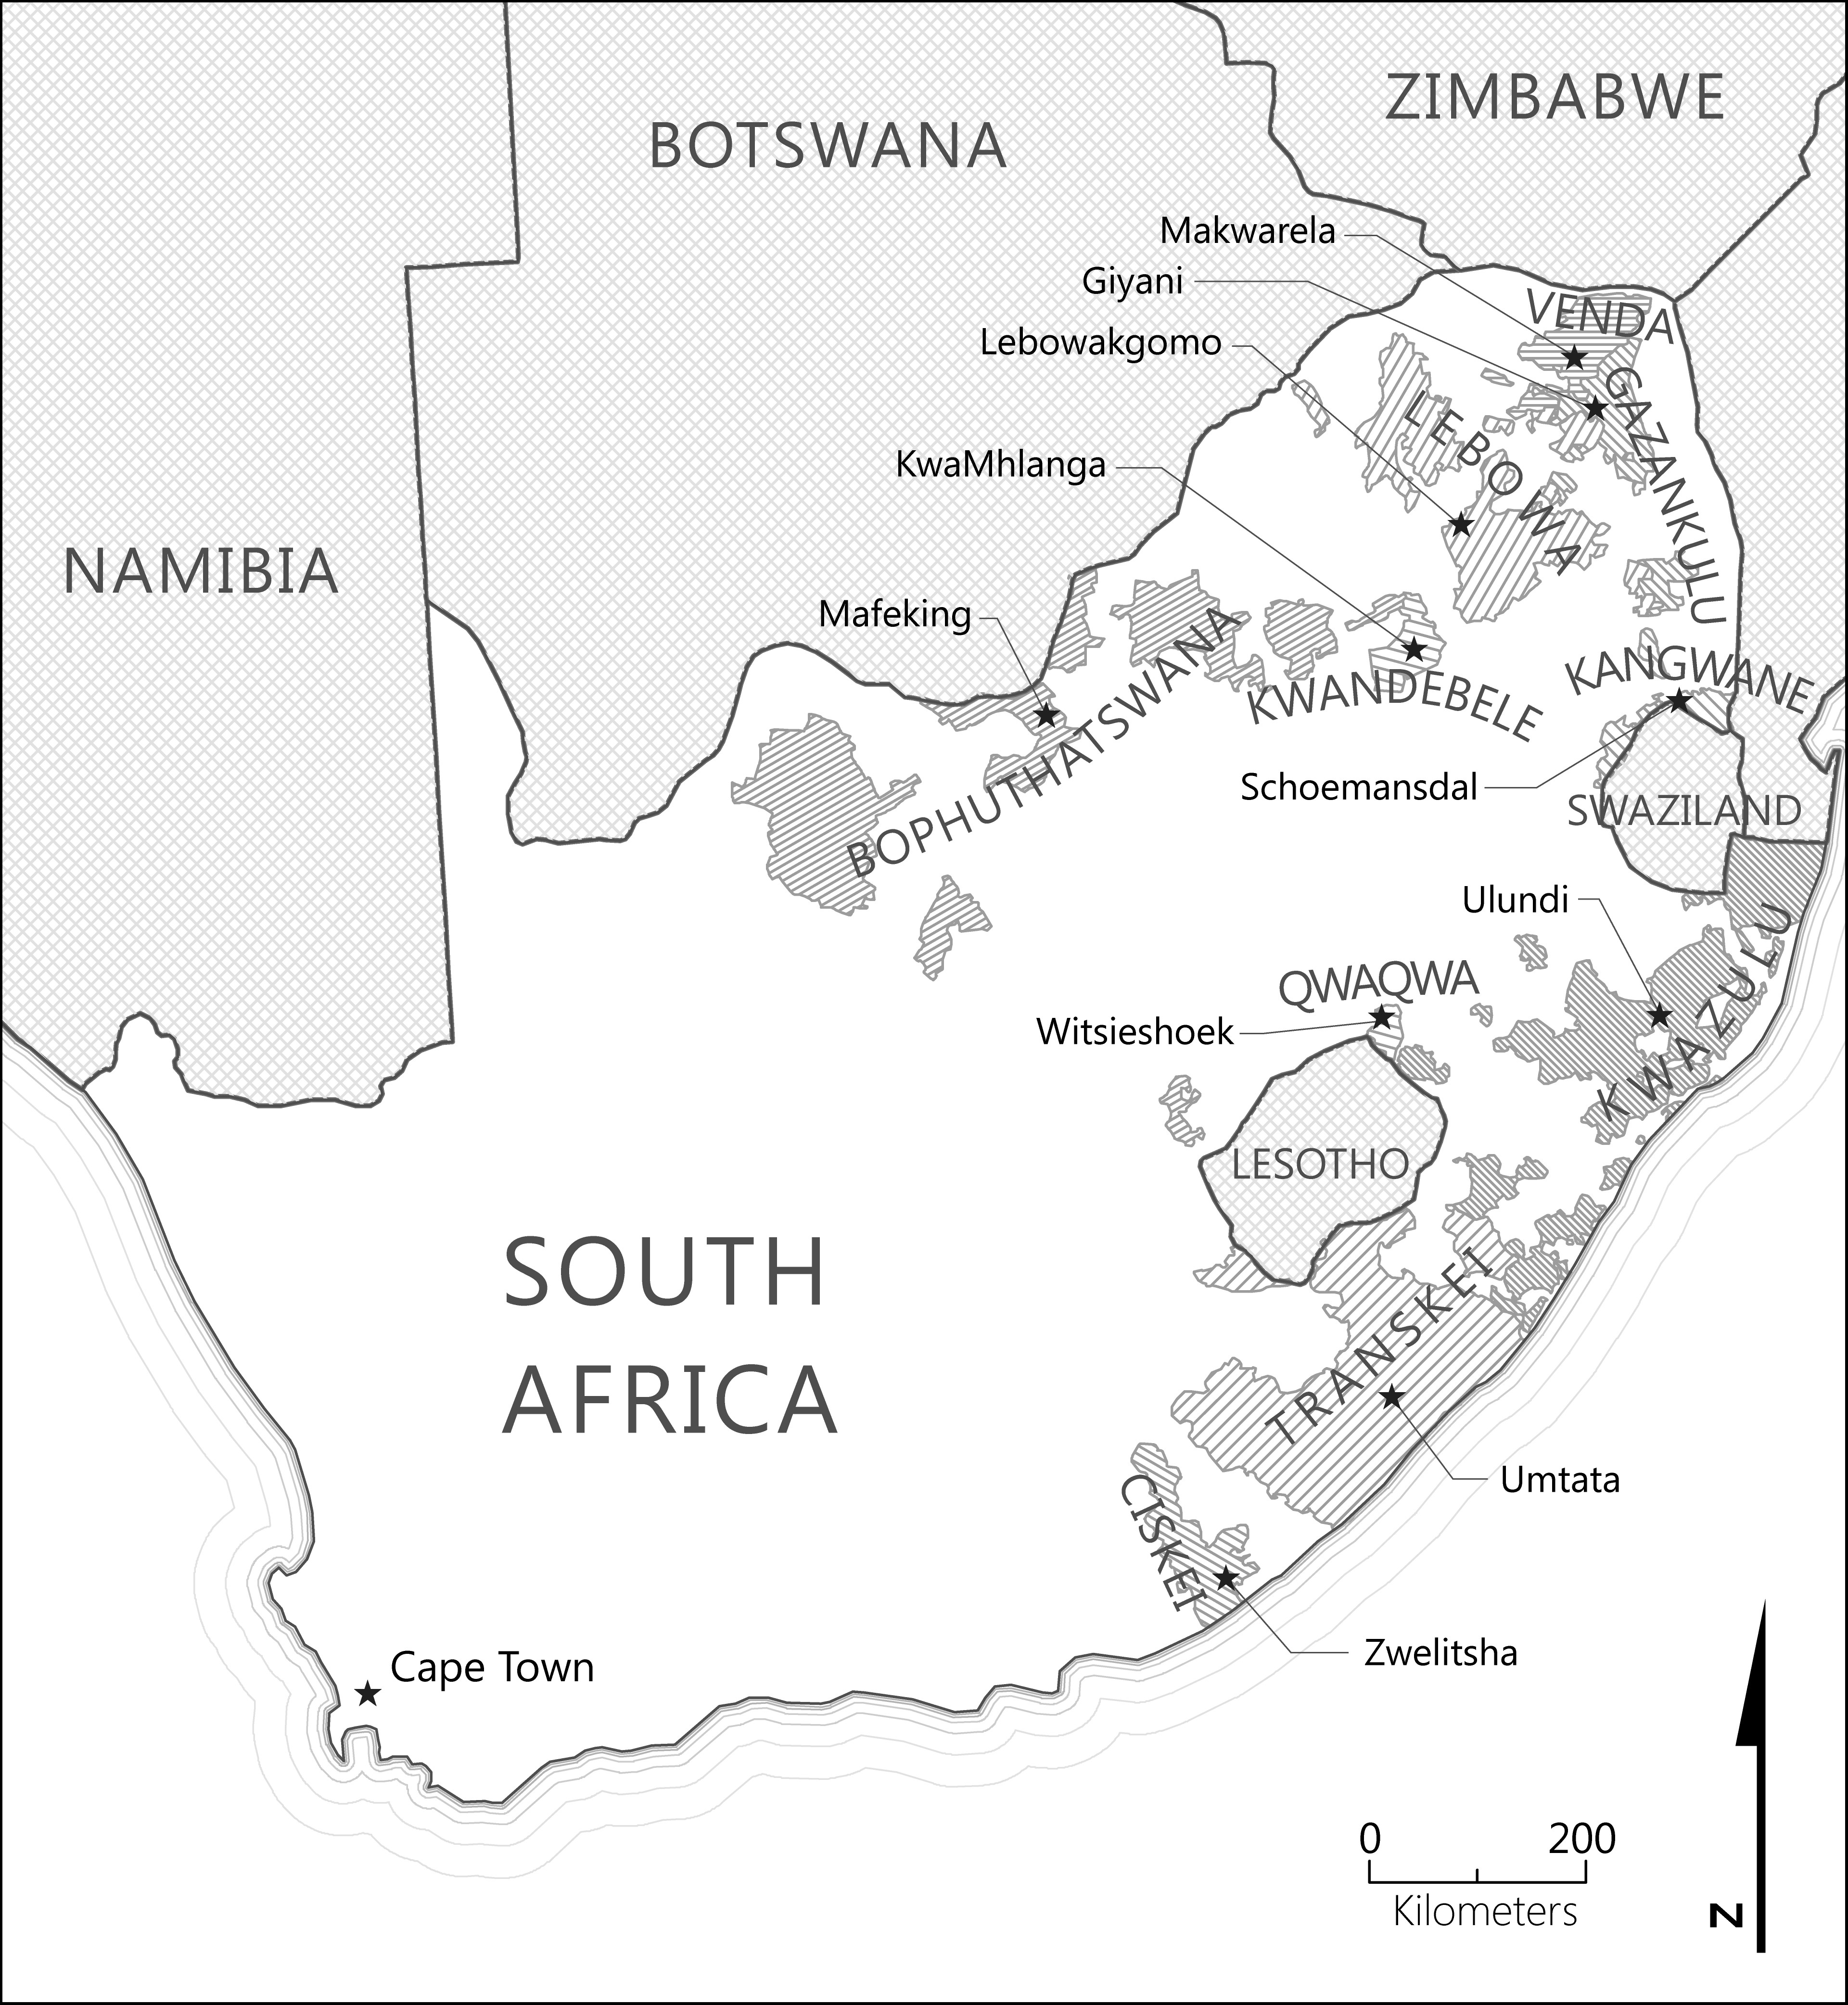 ZIMBABWE
BOTSWANA
Makwarela
Giyani
VENDA
Lebowakgomo
GAZANKULU
LEBOWA
KwaMhlanga
NAMIBIA
Mafeking
BOPHUTHATSWANA
KWANDEBELE
KANGWANE
Schoemansdal
SWAZILAND
Ulundi
QWAQWA
KWAZULU
Witsieshoek
LESOTHO
SOUTH
AFRICA
TRANSKEI
Umtata
CISKEI
Zwelitsha
Cape Town
0 200
Kilometers
N